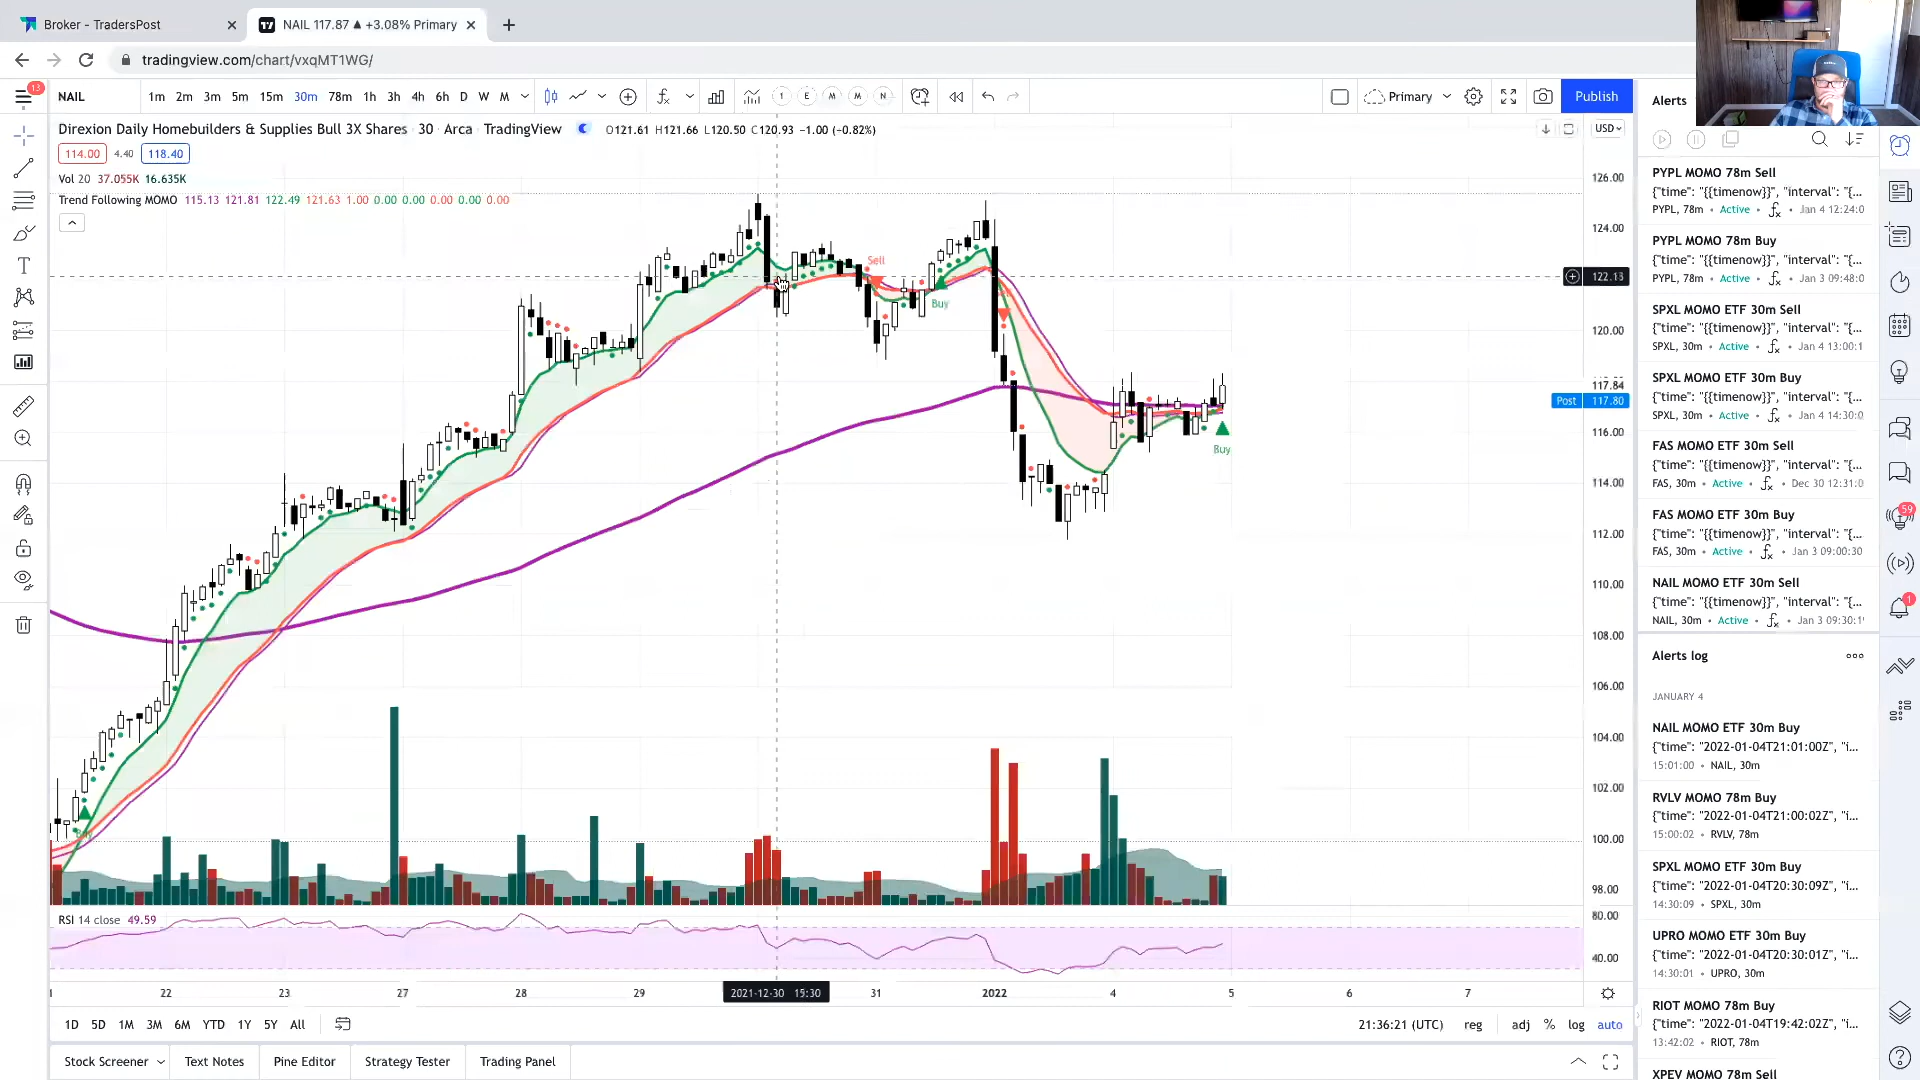 Broker - TradersPost
NAIL 117.87 ▲ +3.08% Primary
tradingview.com/chart/vxqMT1WG/
13
NAIL
1m 2m 3m 5m 15m 30m 78m 1h 3h 4h 6h D W M
Primary
Publish
Alerts
Direxion Daily Homebuilders & Supplies Bull 3X Shares · 30 · Arca · TradingView
O121.61 H121.66 L120.50 C120.93 −1.00 (−0.82%)
USD
114.00 4.40 118.40
Vol 20 37.055K 16.635K
Trend Following MOMO 115.13 121.81 122.49 121.63 1.00 0.00 0.00 0.00 0.00 0.00
126.00
124.00
122.13
120.00
117.84
Post 117.80
116.00
114.00
112.00
110.00
108.00
106.00
104.00
102.00
100.00
98.00
Sell
Buy
Buy
RSI 14 close 49.59
80.00
40.00
22 23 27 28 29 2021-12-30 15:30 31 2022 4 5 6 7
1D 5D 1M 3M 6M YTD 1Y 5Y All
21:36:21 (UTC) reg adj % log auto
Stock Screener Text Notes Pine Editor Strategy Tester Trading Panel
PYPL MOMO 78m Sell
{"time": "{{timenow}}", "interval": "{...
PYPL, 78m • Active • Jan 4 12:24:0
PYPL MOMO 78m Buy
{"time": "{{timenow}}", "interval": "{...
PYPL, 78m • Active • Jan 3 09:48:0
SPXL MOMO ETF 30m Sell
{"time": "{{timenow}}", "interval": "{...
SPXL, 30m • Active • Jan 4 13:00:1
SPXL MOMO ETF 30m Buy
{"time": "{{timenow}}", "interval": "{...
SPXL, 30m • Active • Jan 4 14:30:0
FAS MOMO ETF 30m Sell
{"time": "{{timenow}}", "interval": "{...
FAS, 30m • Active • Dec 30 12:31:0
FAS MOMO ETF 30m Buy
{"time": "{{timenow}}", "interval": "{...
FAS, 30m • Active • Jan 3 09:00:30
NAIL MOMO ETF 30m Sell
{"time": "{{timenow}}", "interval": "{...
NAIL, 30m • Active • Jan 3 09:30:1
Alerts log
JANUARY 4
NAIL MOMO ETF 30m Buy
{"time": "2022-01-04T21:01:00Z", "i...
15:01:00 • NAIL, 30m
RVLV MOMO 78m Buy
{"time": "2022-01-04T21:00:02Z", "i...
15:00:02 • RVLV, 78m
SPXL MOMO ETF 30m Buy
{"time": "2022-01-04T20:30:09Z", "i...
14:30:09 • SPXL, 30m
UPRO MOMO ETF 30m Buy
{"time": "2022-01-04T20:30:01Z", "i...
14:30:01 • UPRO, 30m
RIOT MOMO 78m Buy
{"time": "2022-01-04T19:42:02Z", "i...
13:42:02 • RIOT, 78m
XPEV MOMO 78m Sell
59
1